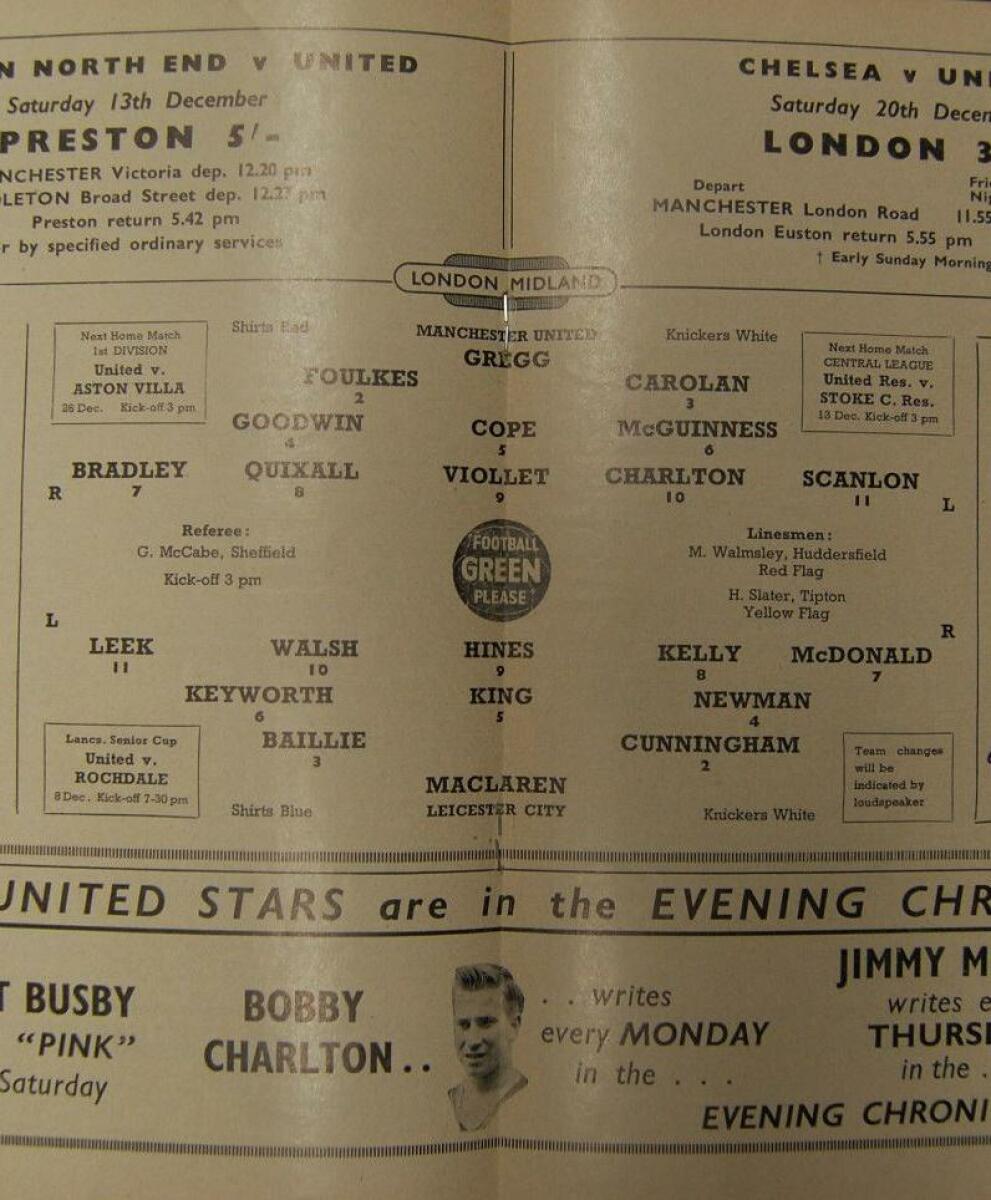 N NORTH END v UNITED
Saturday 13th December
PRESTON 5/-
NCHESTER Victoria dep. 12.20 pm
LETON Broad Street dep. 12.27 pm
Preston return 5.42 pm
r by specified ordinary services
CHELSEA v UNI
Saturday 20th Decem
LONDON 3
Depart
Fri
Nig
MANCHESTER London Road 11.55
London Euston return 5.55 pm
† Early Sunday Morning
LONDON MIDLAND
Next Home Match
1st DIVISION
United v.
ASTON VILLA
26 Dec. Kick-off 3 pm
Shirts Red
MANCHESTER UNITED
Knickers White
Next Home Match
CENTRAL LEAGUE
United Res. v.
STOKE C. Res.
13 Dec. Kick-off 3 pm
GREGG
FOULKES CAROLAN
2 3
GOODWIN COPE McGUINNESS
4 5 6
BRADLEY QUIXALL VIOLLET CHARLTON SCANLON
R 7 8 9 10 11 L
Referee:
G. McCabe, Sheffield
Kick-off 3 pm
FOOTBALL
GREEN
PLEASE
Linesmen:
M. Walmsley, Huddersfield
Red Flag
H. Slater, Tipton
Yellow Flag
L R
LEEK WALSH HINES KELLY McDONALD
11 10 9 8 7
KEYWORTH KING NEWMAN
6 5 4
BAILLIE CUNNINGHAM
3 2
Lancs. Senior Cup
United v.
ROCHDALE
8 Dec. Kick-off 7-30 pm
MACLAREN
Shirts Blue
LEICESTER CITY
Knickers White
Team changes
will be
indicated by
loudspeaker
UNITED STARS are in the EVENING CHR
T BUSBY
"PINK"
Saturday
BOBBY
CHARLTON..
. . writes
every MONDAY
in the . . .
JIMMY M
writes e
THURS
in the .
EVENING CHRONI